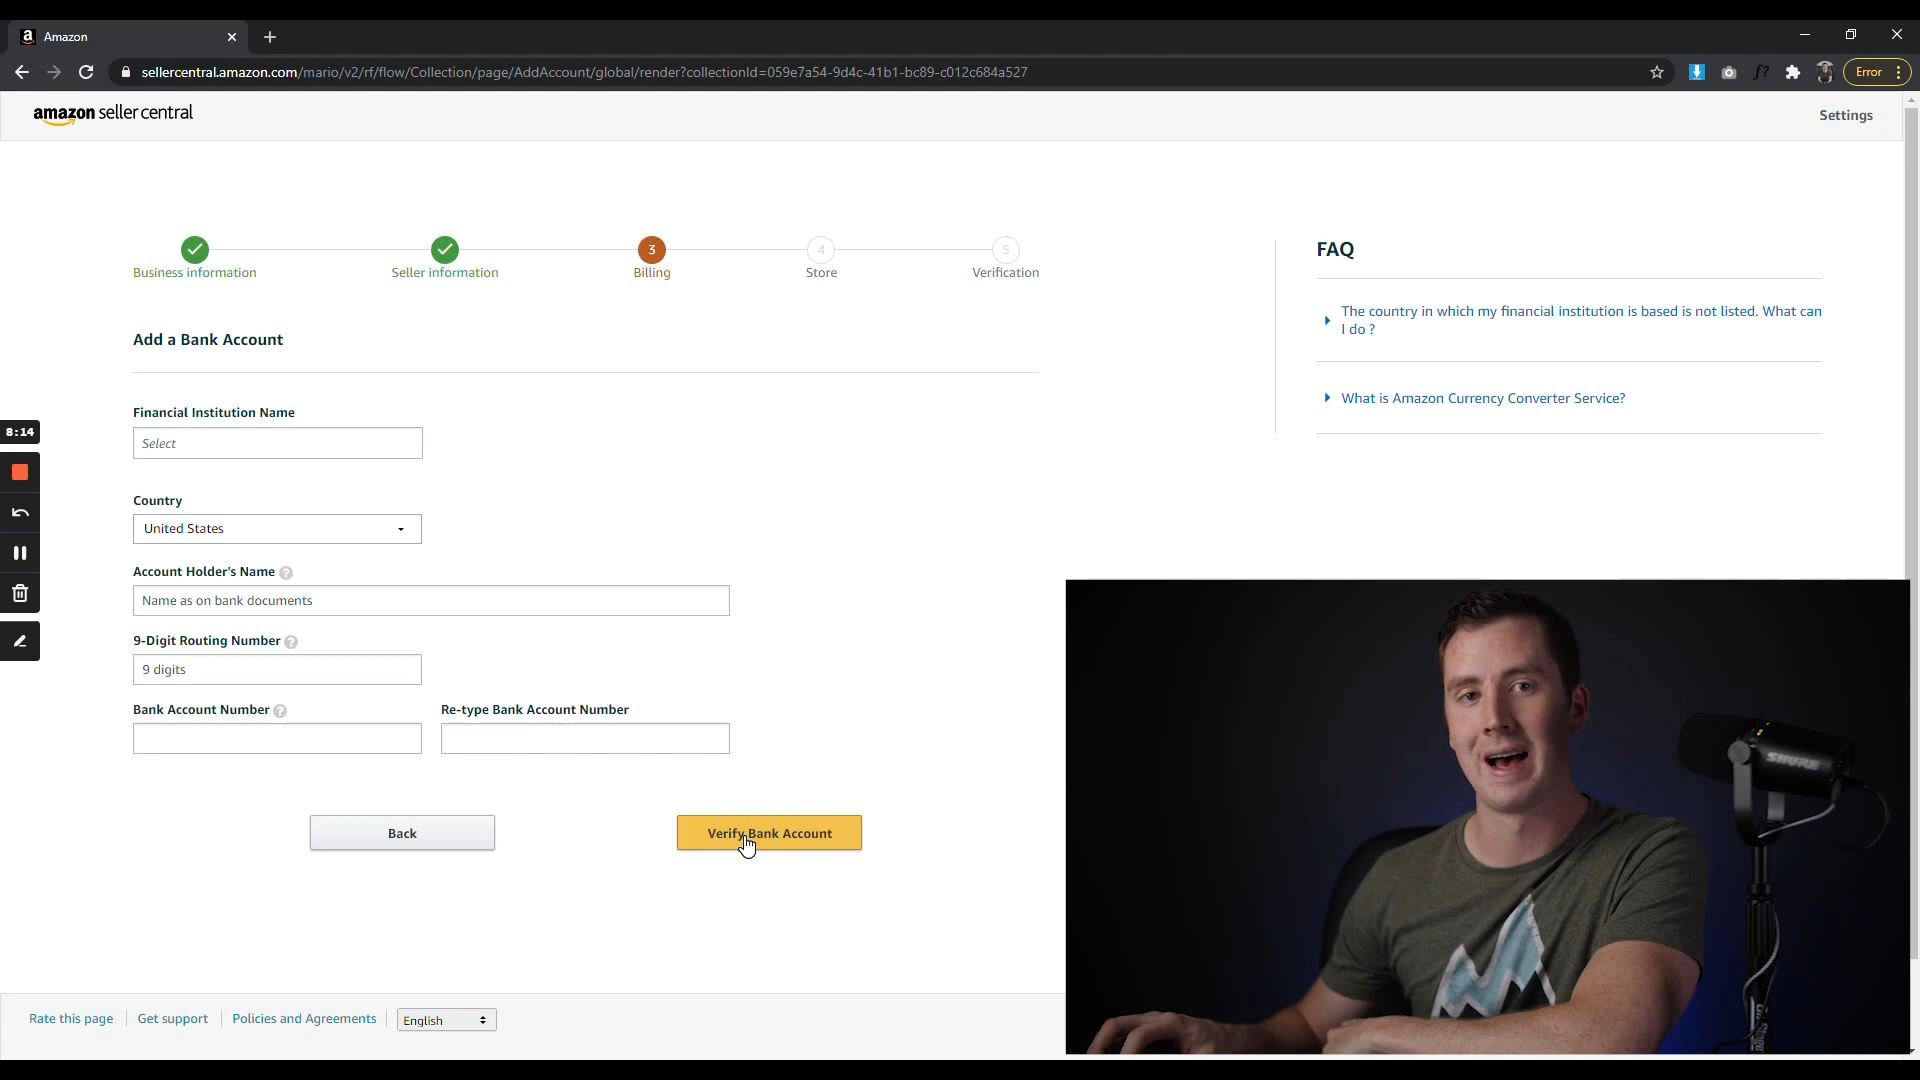 Amazon
sellercentral.amazon.com/mario/v2/rf/flow/Collection/page/AddAccount/global/render?collectionId=059e7a54-9d4c-41b1-bc89-c012c684a527
f?
Error
amazon seller central
Settings
3
4
5
Business information
Seller information
Billing
Store
Verification
FAQ
The country in which my financial institution is based is not listed. What can
I do ?
What is Amazon Currency Converter Service?
Add a Bank Account
Financial Institution Name
Select
Country
United States
Account Holder's Name ?
Name as on bank documents
9-Digit Routing Number ?
9 digits
Bank Account Number ?
Re-type Bank Account Number
Back
Verify Bank Account
8:14
SHURE
Rate this page
Get support
Policies and Agreements
English